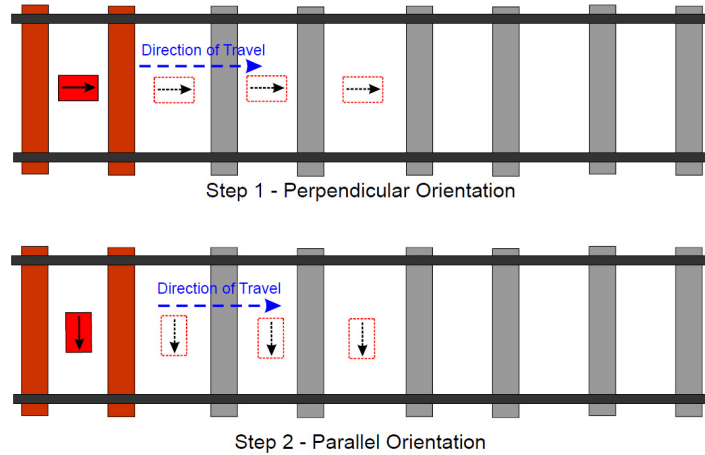 Direction of Travel
Step 1 - Perpendicular Orientation
Direction of Travel
Step 2 - Parallel Orientation